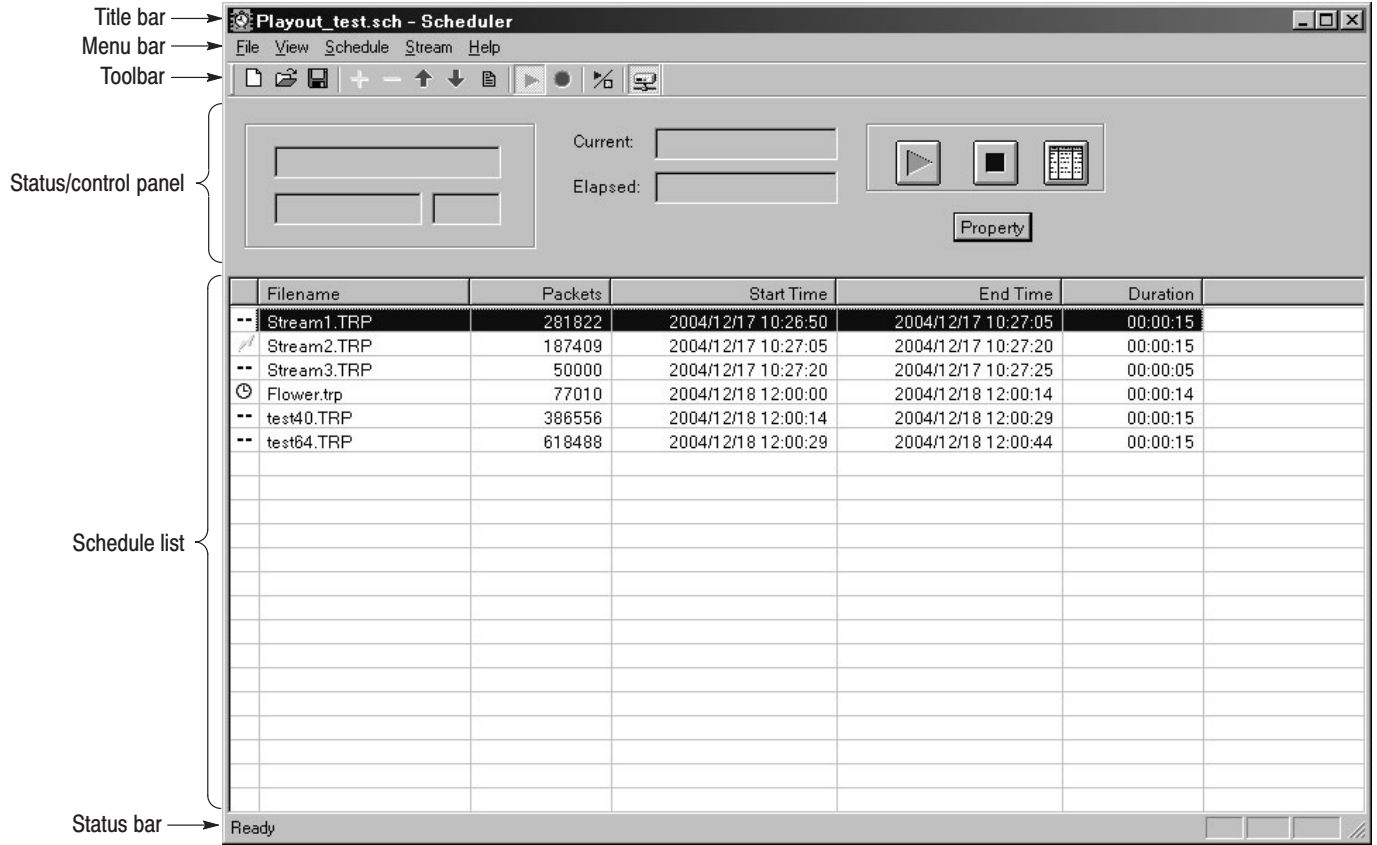 Title bar
Playout_test.sch - Scheduler
Menu bar
File View Schedule Stream Help
Toolbar
Status/control panel
Current:
Elapsed:
Property
Schedule list
Filename Packets Start Time End Time Duration
-- Stream1.TRP 281822 2004/12/17 10:26:50 2004/12/17 10:27:05 00:00:15
Stream2.TRP 187409 2004/12/17 10:27:05 2004/12/17 10:27:20 00:00:15
-- Stream3.TRP 50000 2004/12/17 10:27:20 2004/12/17 10:27:25 00:00:05
Flower.trp 77010 2004/12/18 12:00:00 2004/12/18 12:00:14 00:00:14
-- test40.TRP 386556 2004/12/18 12:00:14 2004/12/18 12:00:29 00:00:15
-- test64.TRP 618488 2004/12/18 12:00:29 2004/12/18 12:00:44 00:00:15
Status bar
Ready